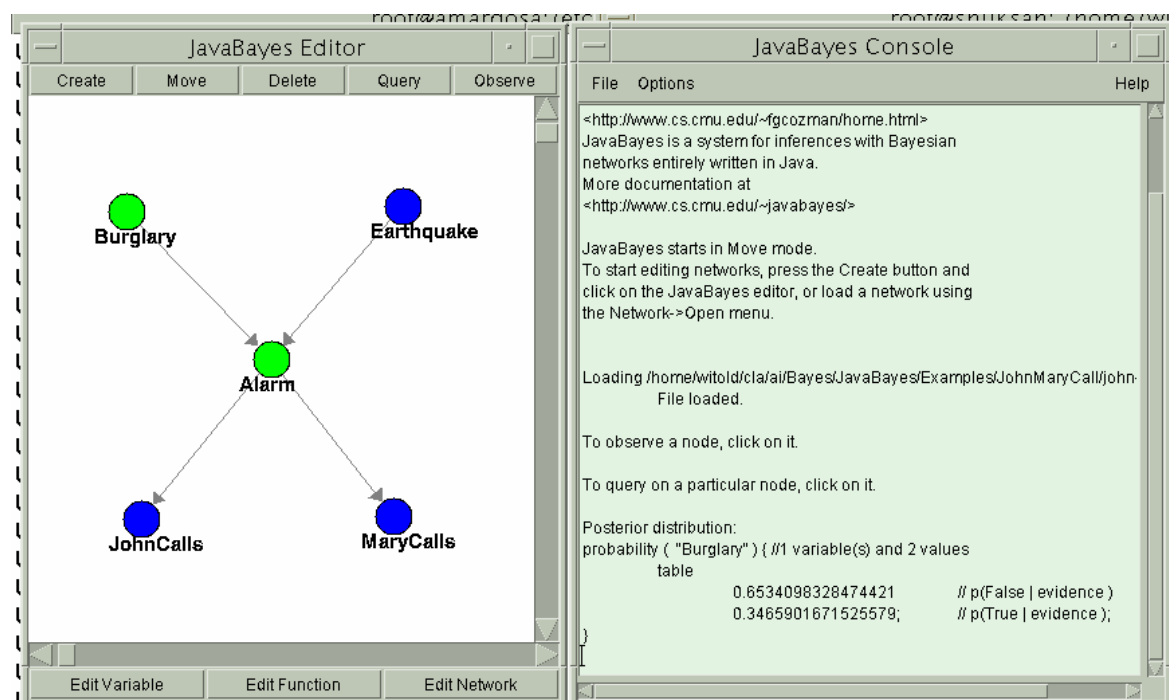 JavaBayes Editor
Create Move Delete Query Observe
Burglary
Earthquake
Alarm
JohnCalls
MaryCalls
Edit Variable Edit Function Edit Network
JavaBayes Console
File Options Help
<http://www.cs.cmu.edu/~fgcozman/home.html>
JavaBayes is a system for inferences with Bayesian
networks entirely written in Java.
More documentation at
<http://www.cs.cmu.edu/~javabayes/>
JavaBayes starts in Move mode.
To start editing networks, press the Create button and
click on the JavaBayes editor, or load a network using
the Network->Open menu.
Loading /home/witold/cla/ai/Bayes/JavaBayes/Examples/JohnMaryCall/john-
File loaded.
To observe a node, click on it.
To query on a particular node, click on it.
Posterior distribution:
probability ( "Burglary" ) { //1 variable(s) and 2 values
table
0.6534098328474421 // p(False | evidence )
0.3465901671525579; // p(True | evidence );
}